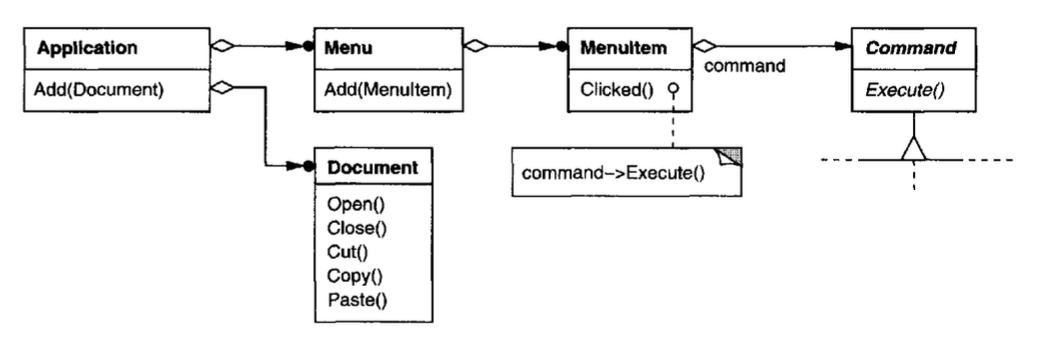 Application
Add(Document)
Menu
Add(MenuItem)
MenuItem
Clicked()
command
Command
Execute()
command->Execute()
Document
Open()
Close()
Cut()
Copy()
Paste()